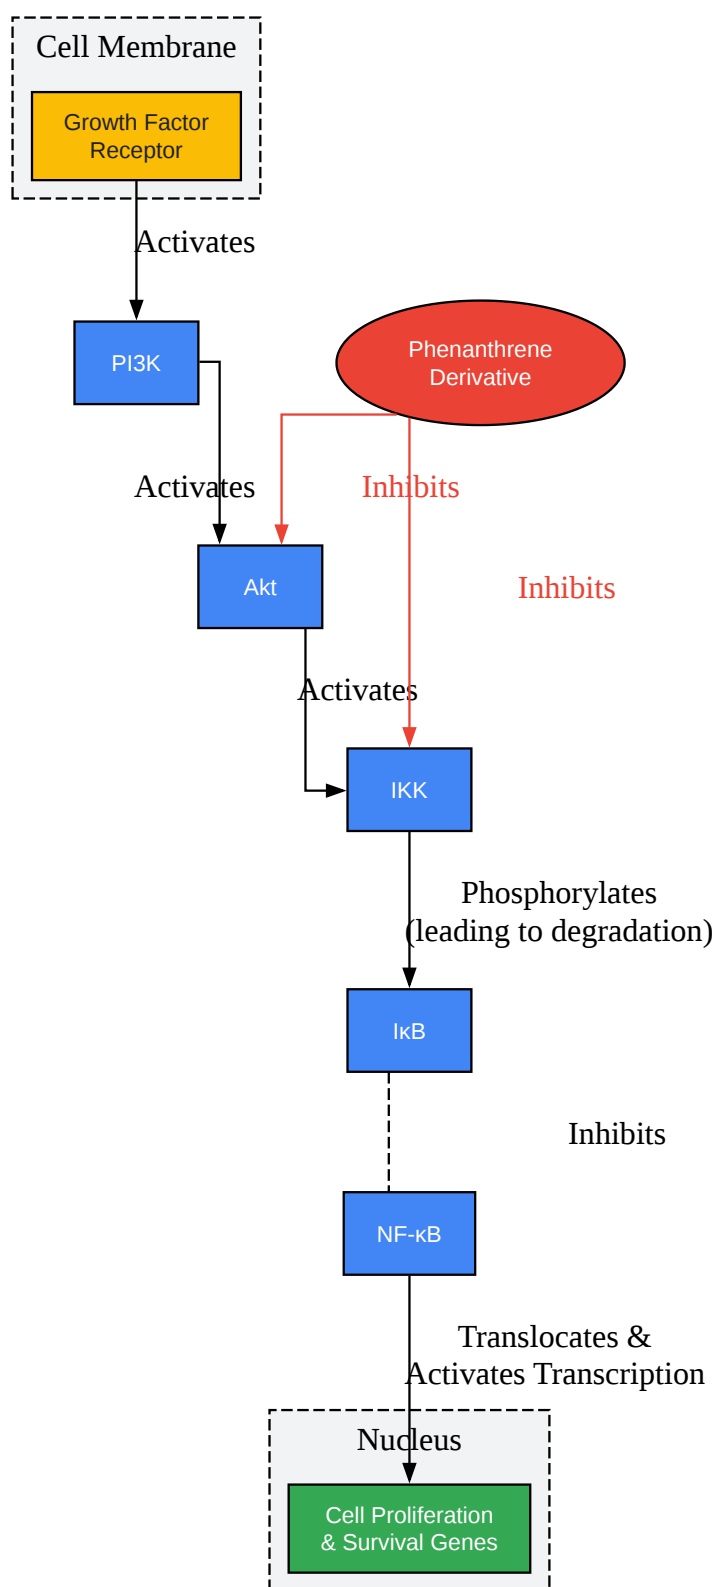 Cell Membrane
Growth Factor
Receptor
Activates
PI3K
Phenanthrene
Derivative
Activates
Inhibits
Akt
Inhibits
Activates
IKK
Phosphorylates
(leading to degradation)
IκB
Inhibits
NF-κB
Translocates &
Activates Transcription
Nucleus
Cell Proliferation
& Survival Genes